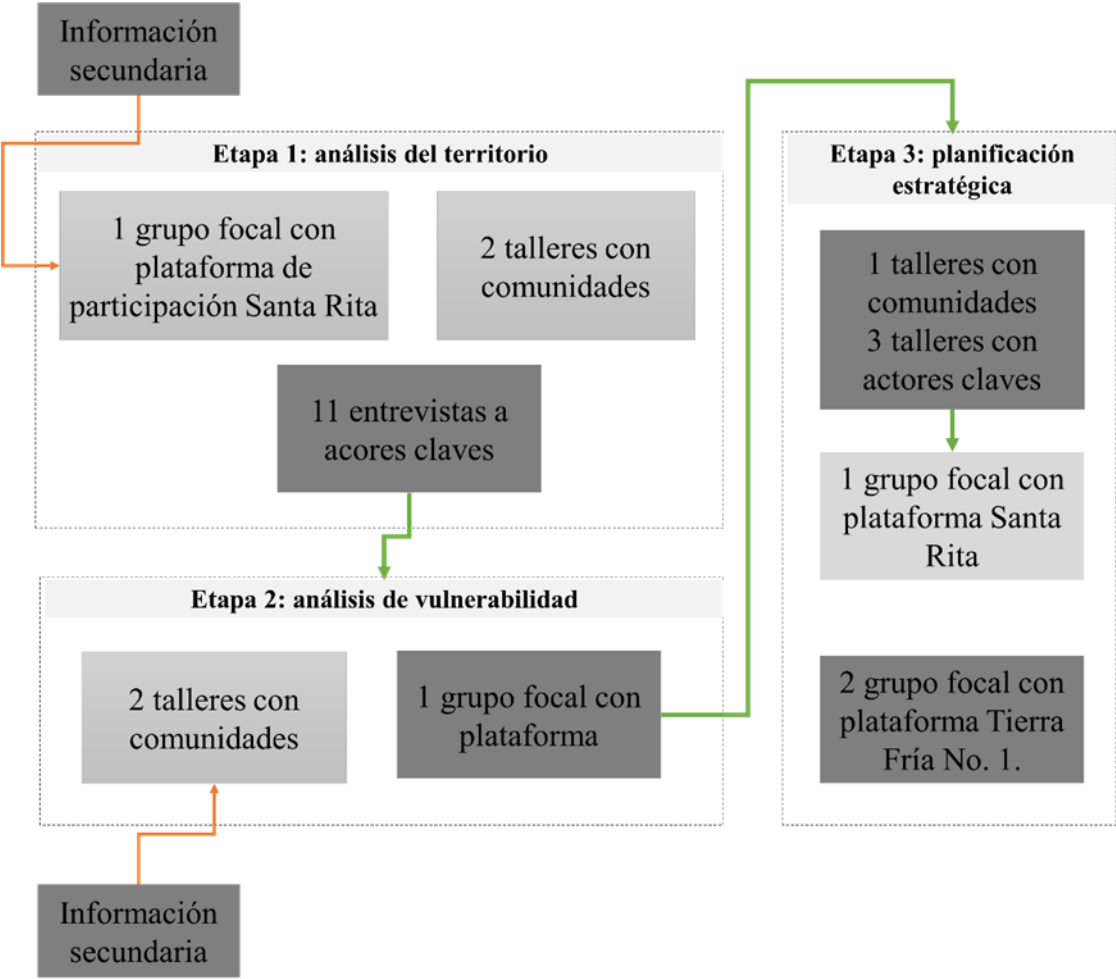 Información
secundaria
Etapa 1: análisis del territorio
1 grupo focal con
plataforma de
participación Santa Rita
2 talleres con
comunidades
11 entrevistas a
acores claves
Etapa 2: análisis de vulnerabilidad
2 talleres con
comunidades
1 grupo focal con
plataforma
Información
secundaria
Etapa 3: planificación
estratégica
1 talleres con
comunidades
3 talleres con
actores claves
1 grupo focal con
plataforma Santa
Rita
2 grupo focal con
plataforma Tierra
Fría No. 1.